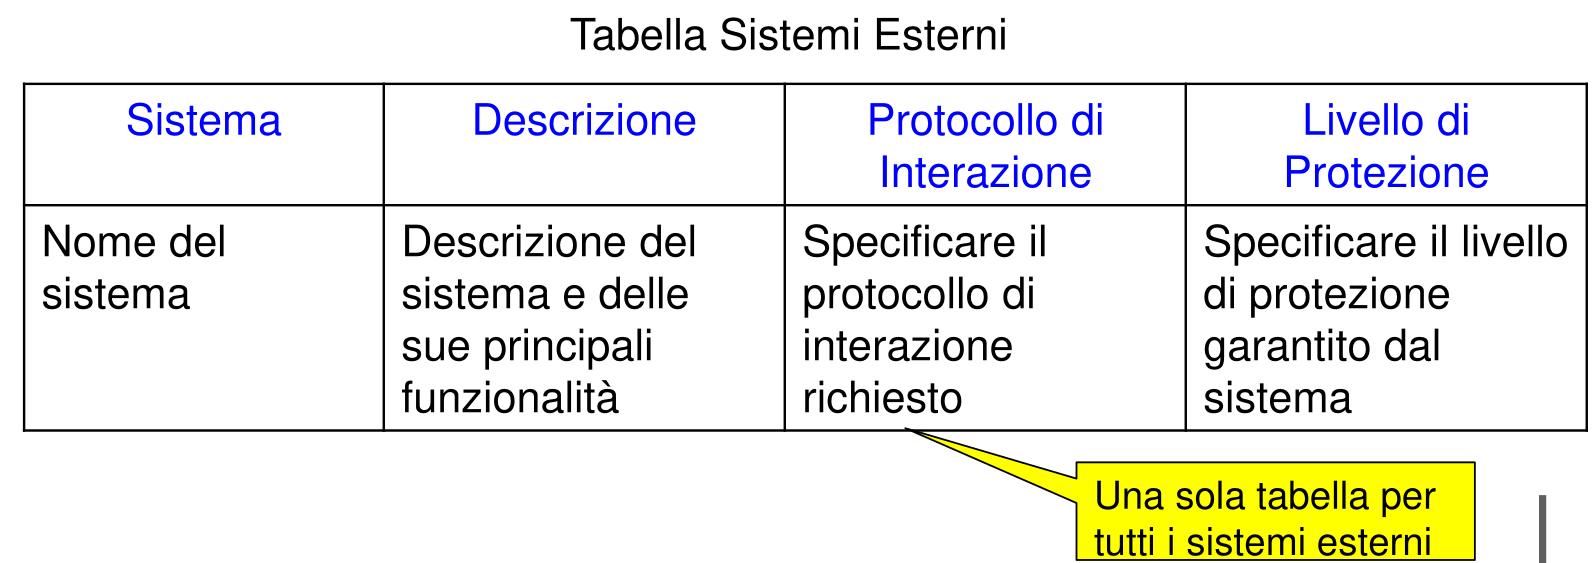 Tabella Sistemi Esterni
Sistema
Descrizione
Protocollo di
Interazione
Livello di
Protezione
Nome del
sistema
Descrizione del
sistema e delle
sue principali
funzionalità
Specificare il
protocollo di
interazione
richiesto
Specificare il livello
di protezione
garantito dal
sistema
Una sola tabella per
tutti i sistemi esterni